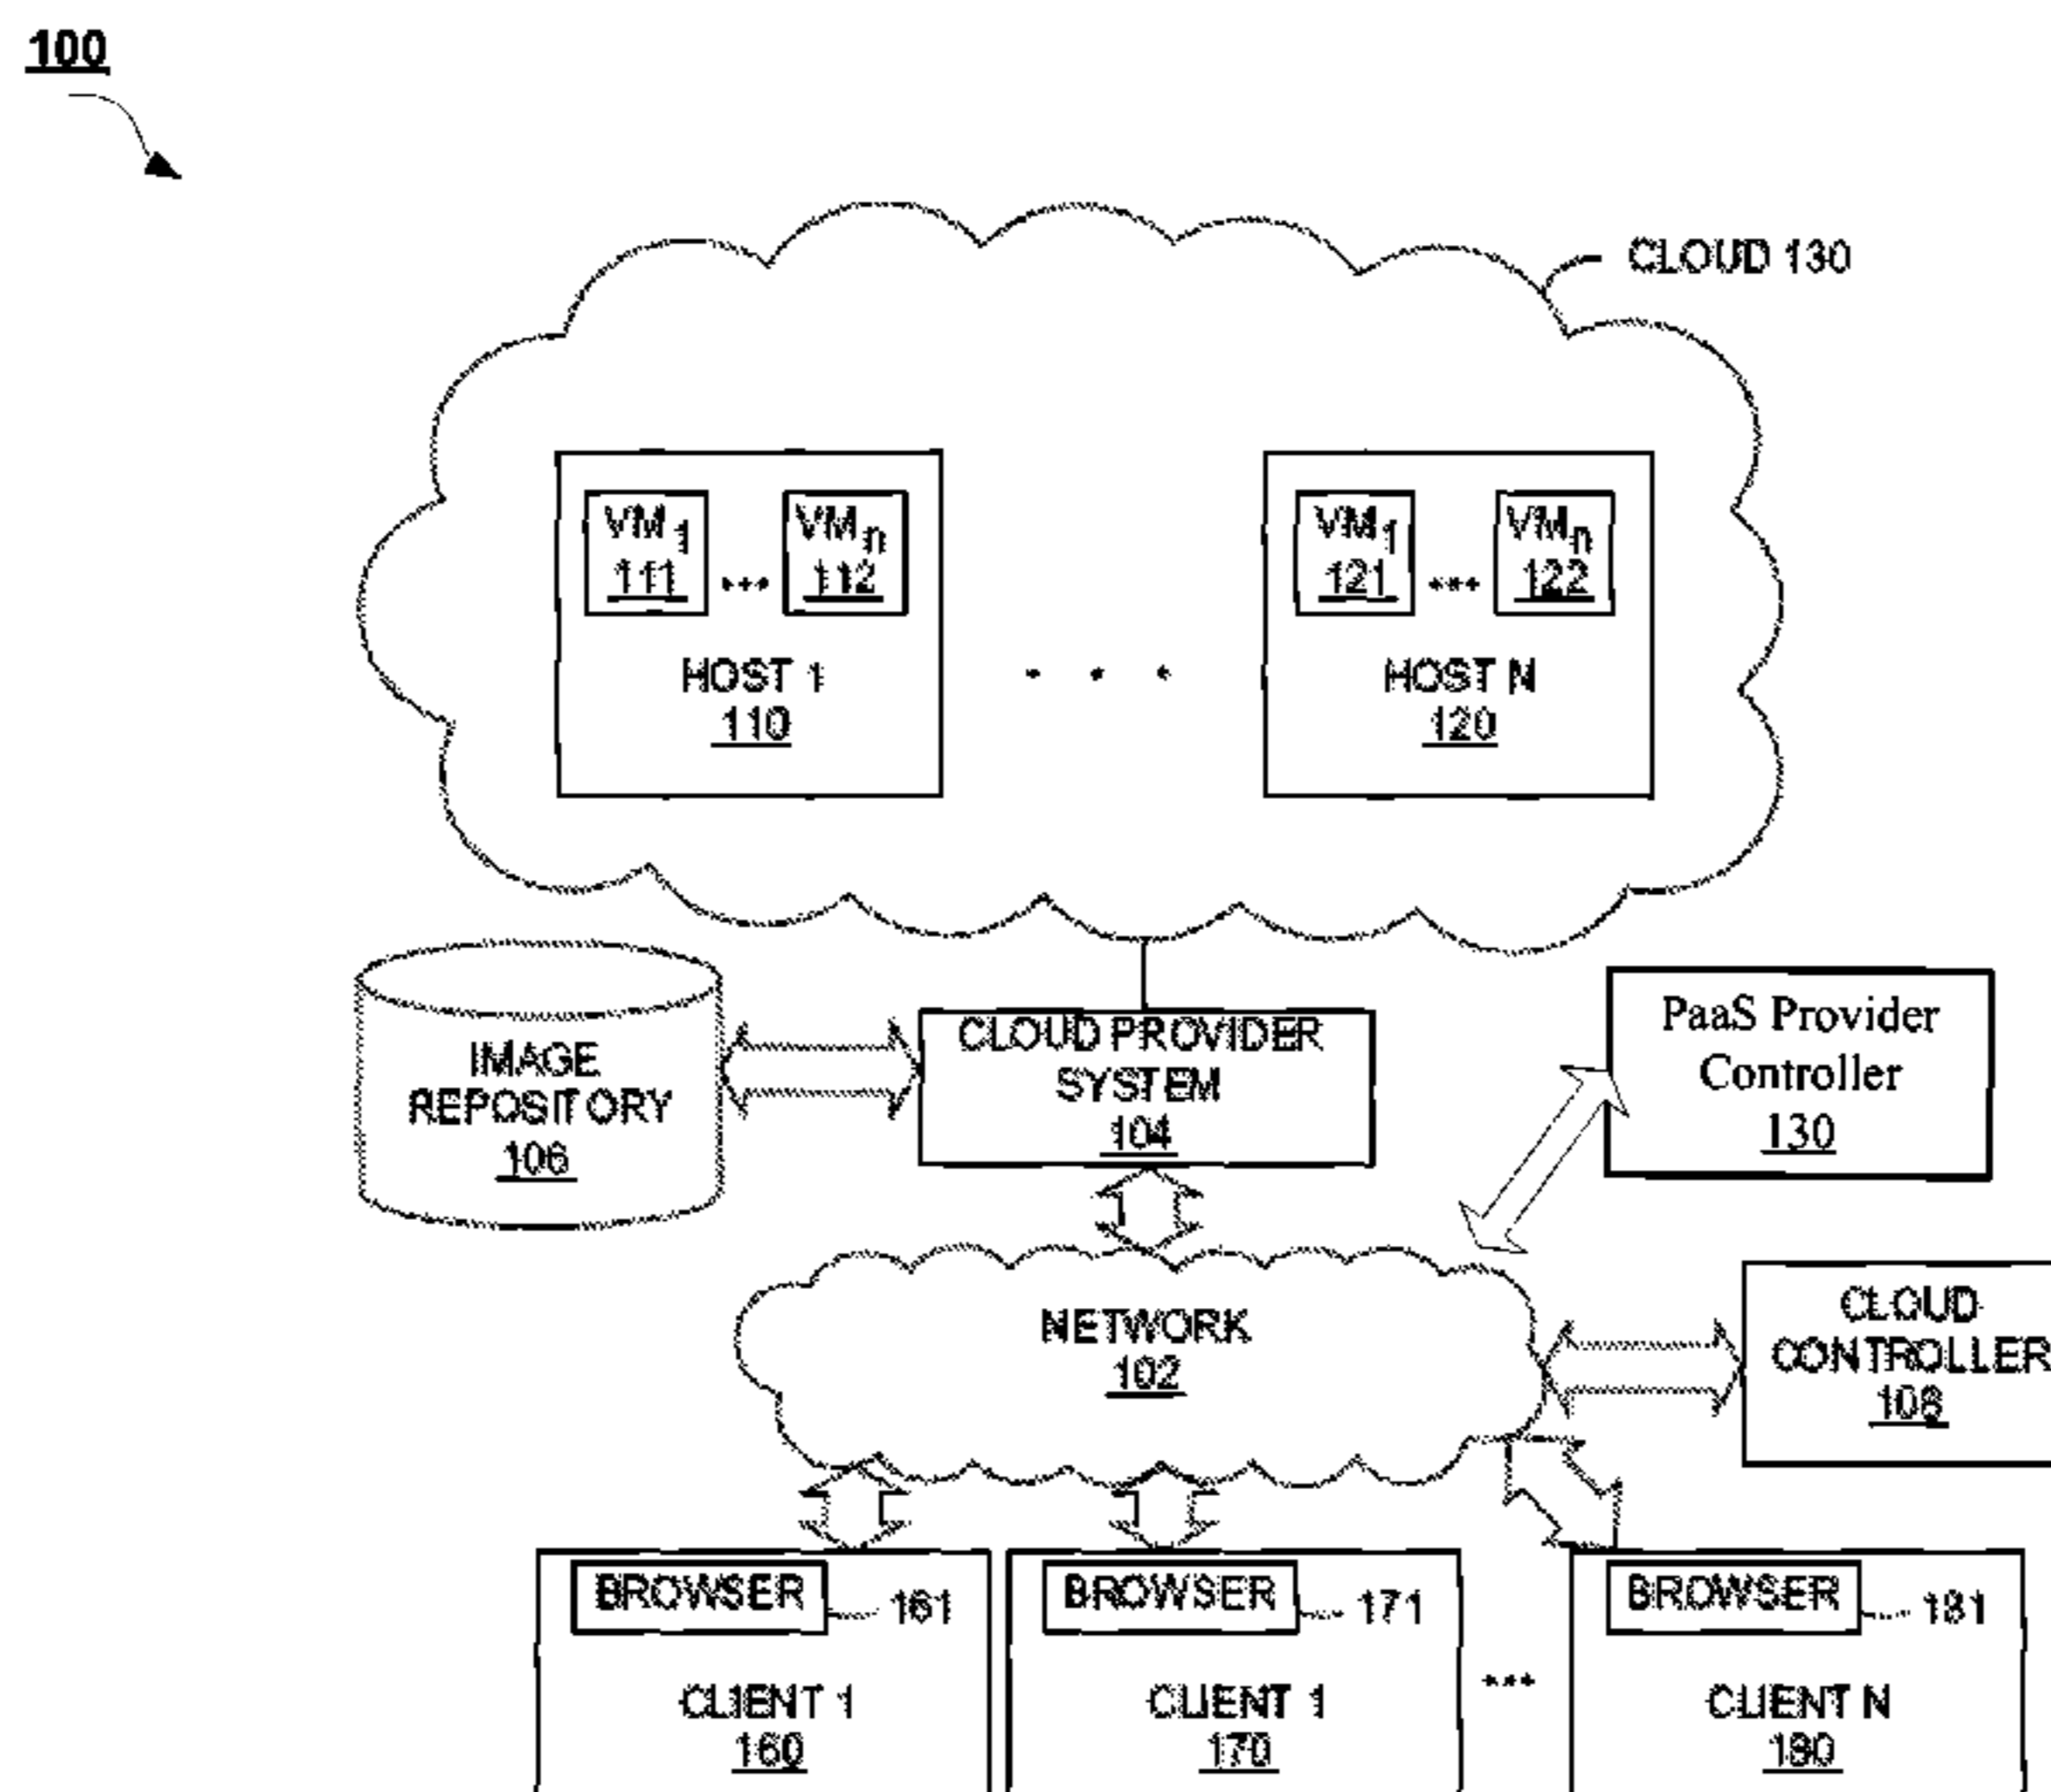 100
CLOUD 130
VM1
111
...
VMn
112
VM1
121
...
VMn
122
HOST 1
110
. . .
HOST N
120
IMAGE
REPOSITORY
106
CLOUD PROVIDER
SYSTEM
104
PaaS Provider
Controller
130
NETWORK
102
CLOUD
CONTROLLER
108
BROWSER
161
CLIENT 1
160
BROWSER
171
CLIENT 1
170
...
BROWSER
181
CLIENT N
180